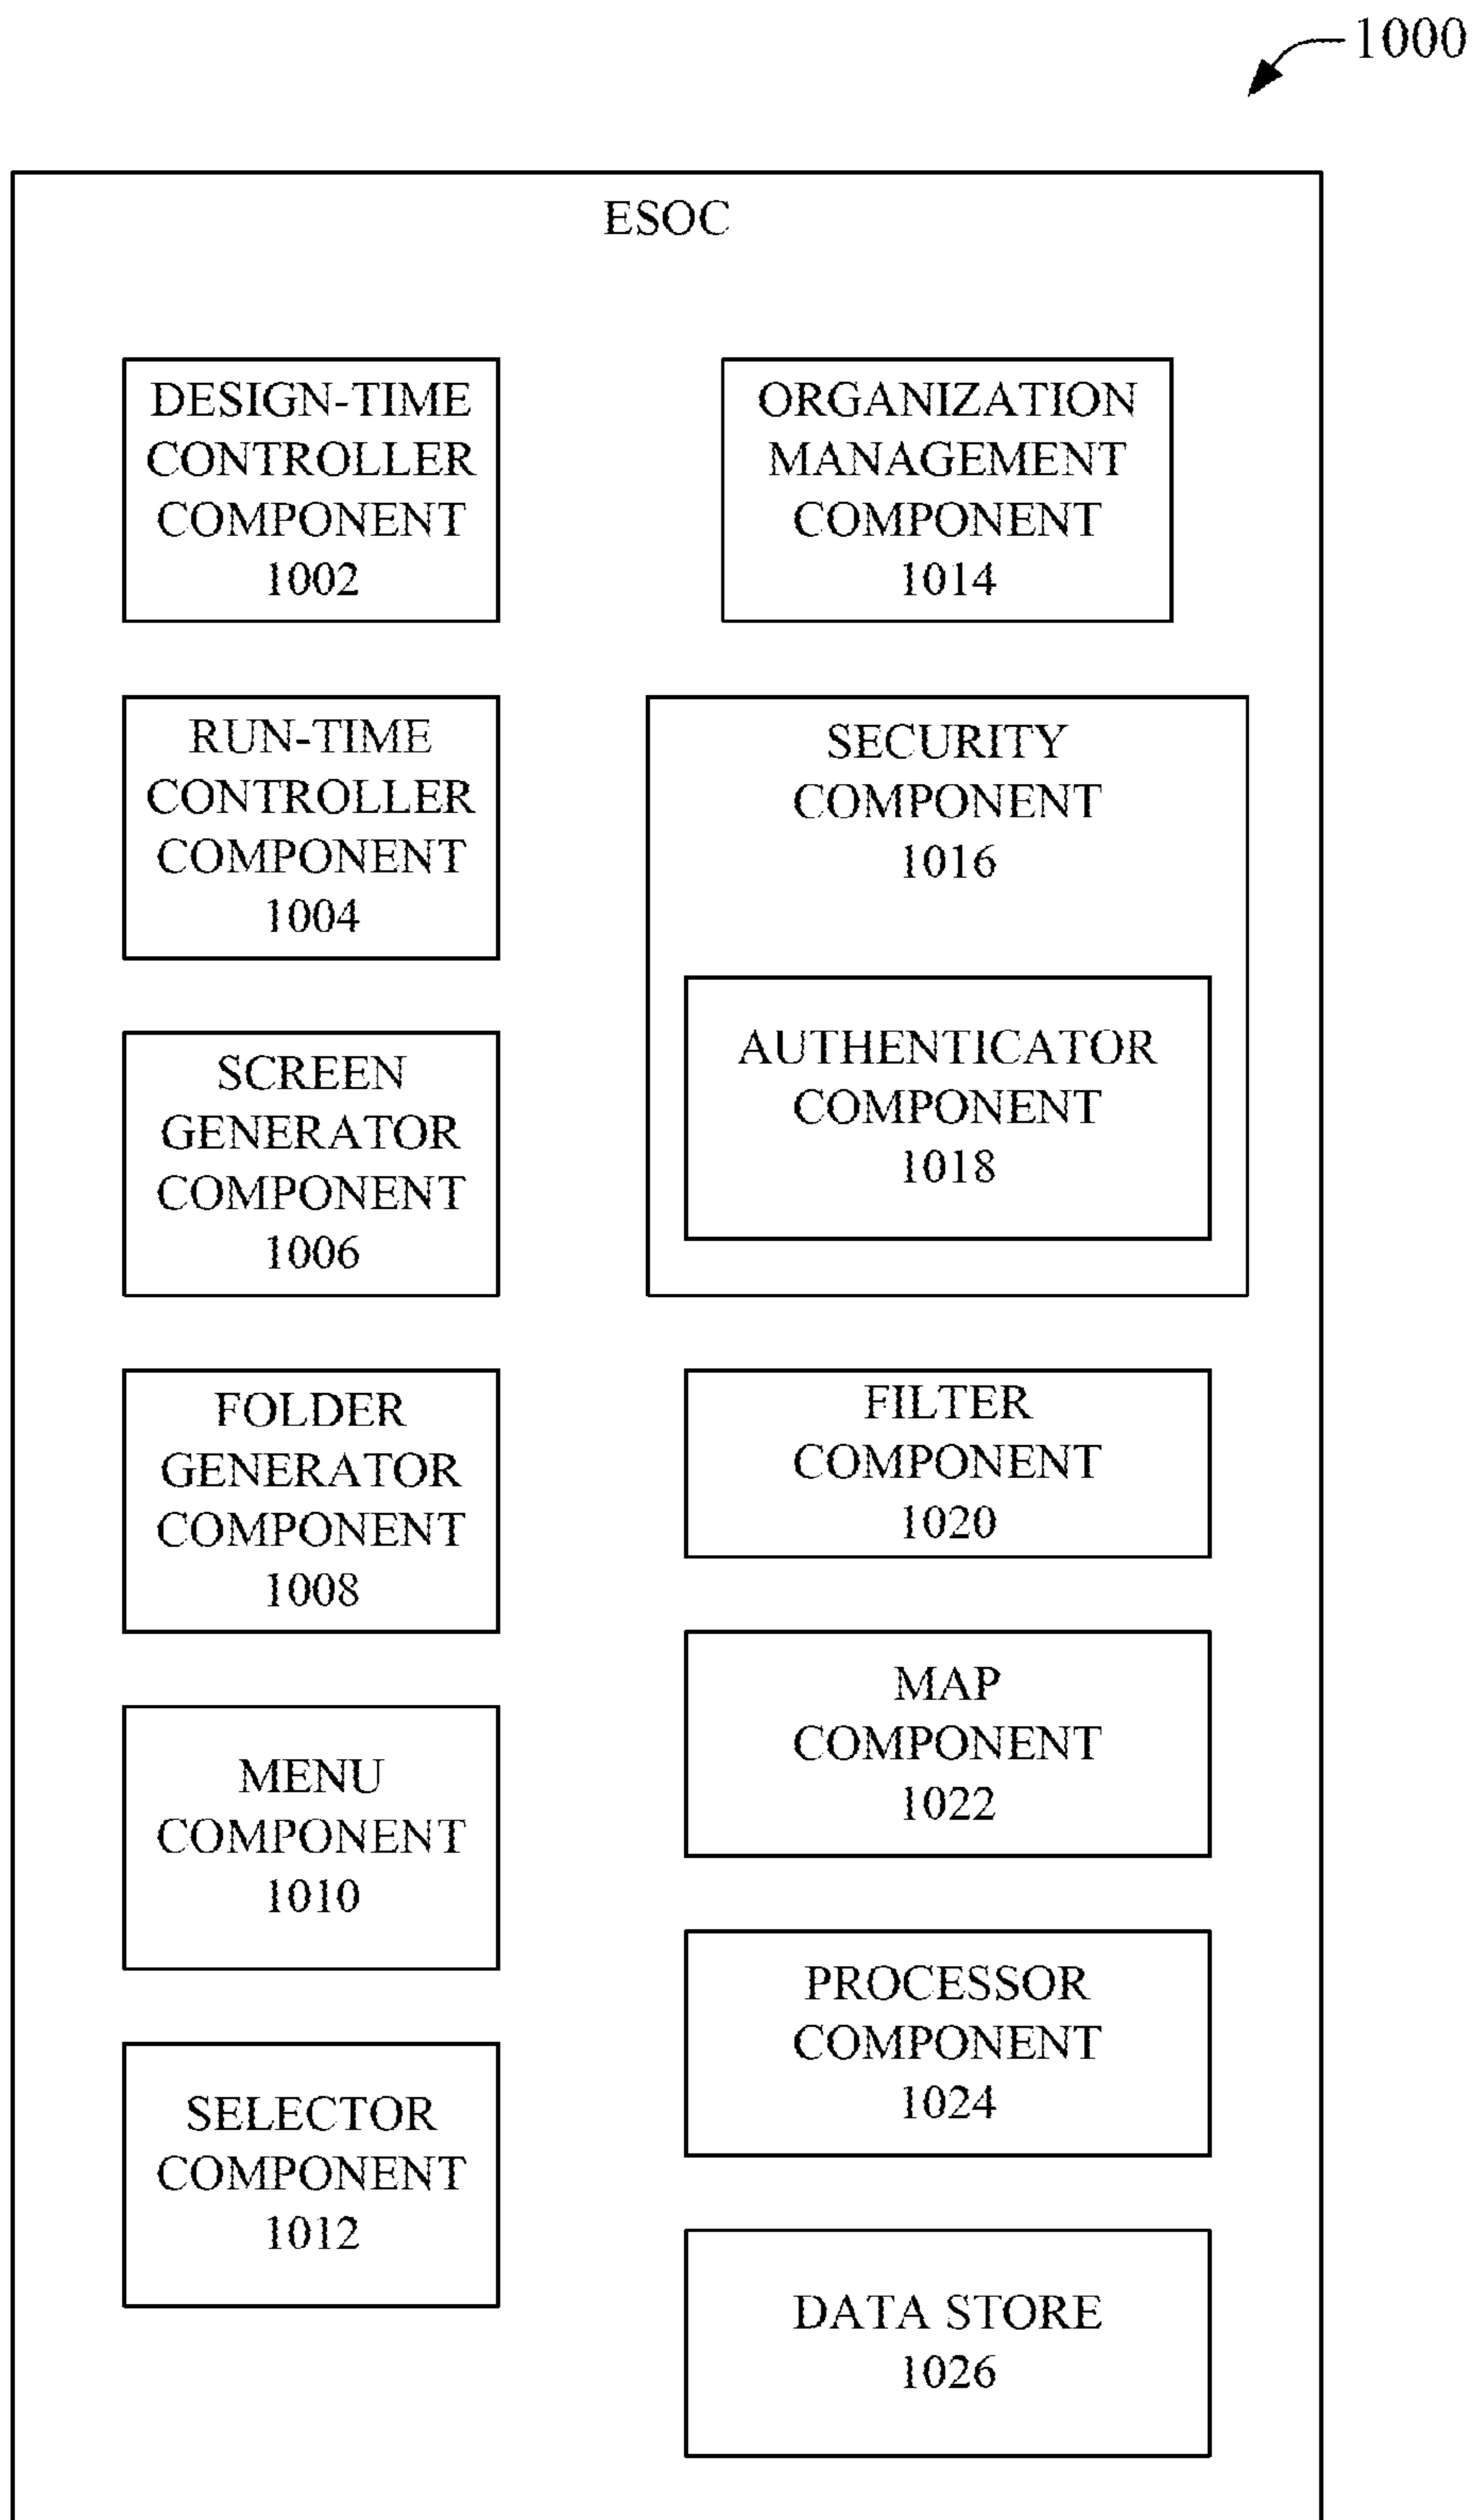 1000
ESOC
DESIGN-TIME
CONTROLLER
COMPONENT
1002
RUN-TIME
CONTROLLER
COMPONENT
1004
SCREEN
GENERATOR
COMPONENT
1006
FOLDER
GENERATOR
COMPONENT
1008
MENU
COMPONENT
1010
SELECTOR
COMPONENT
1012
ORGANIZATION
MANAGEMENT
COMPONENT
1014
SECURITY
COMPONENT
1016
AUTHENTICATOR
COMPONENT
1018
FILTER
COMPONENT
1020
MAP
COMPONENT
1022
PROCESSOR
COMPONENT
1024
DATA STORE
1026